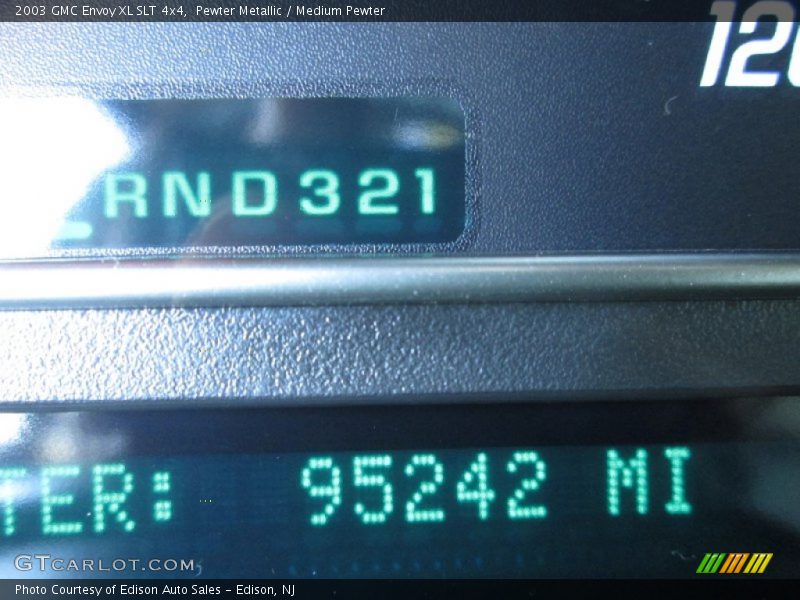 2003 GMC Envoy XL SLT 4x4, Pewter Metallic / Medium Pewter
RND321
TER: 95242 MI
GTCARLOT.COM
Photo Courtesy of Edison Auto Sales - Edison, NJ